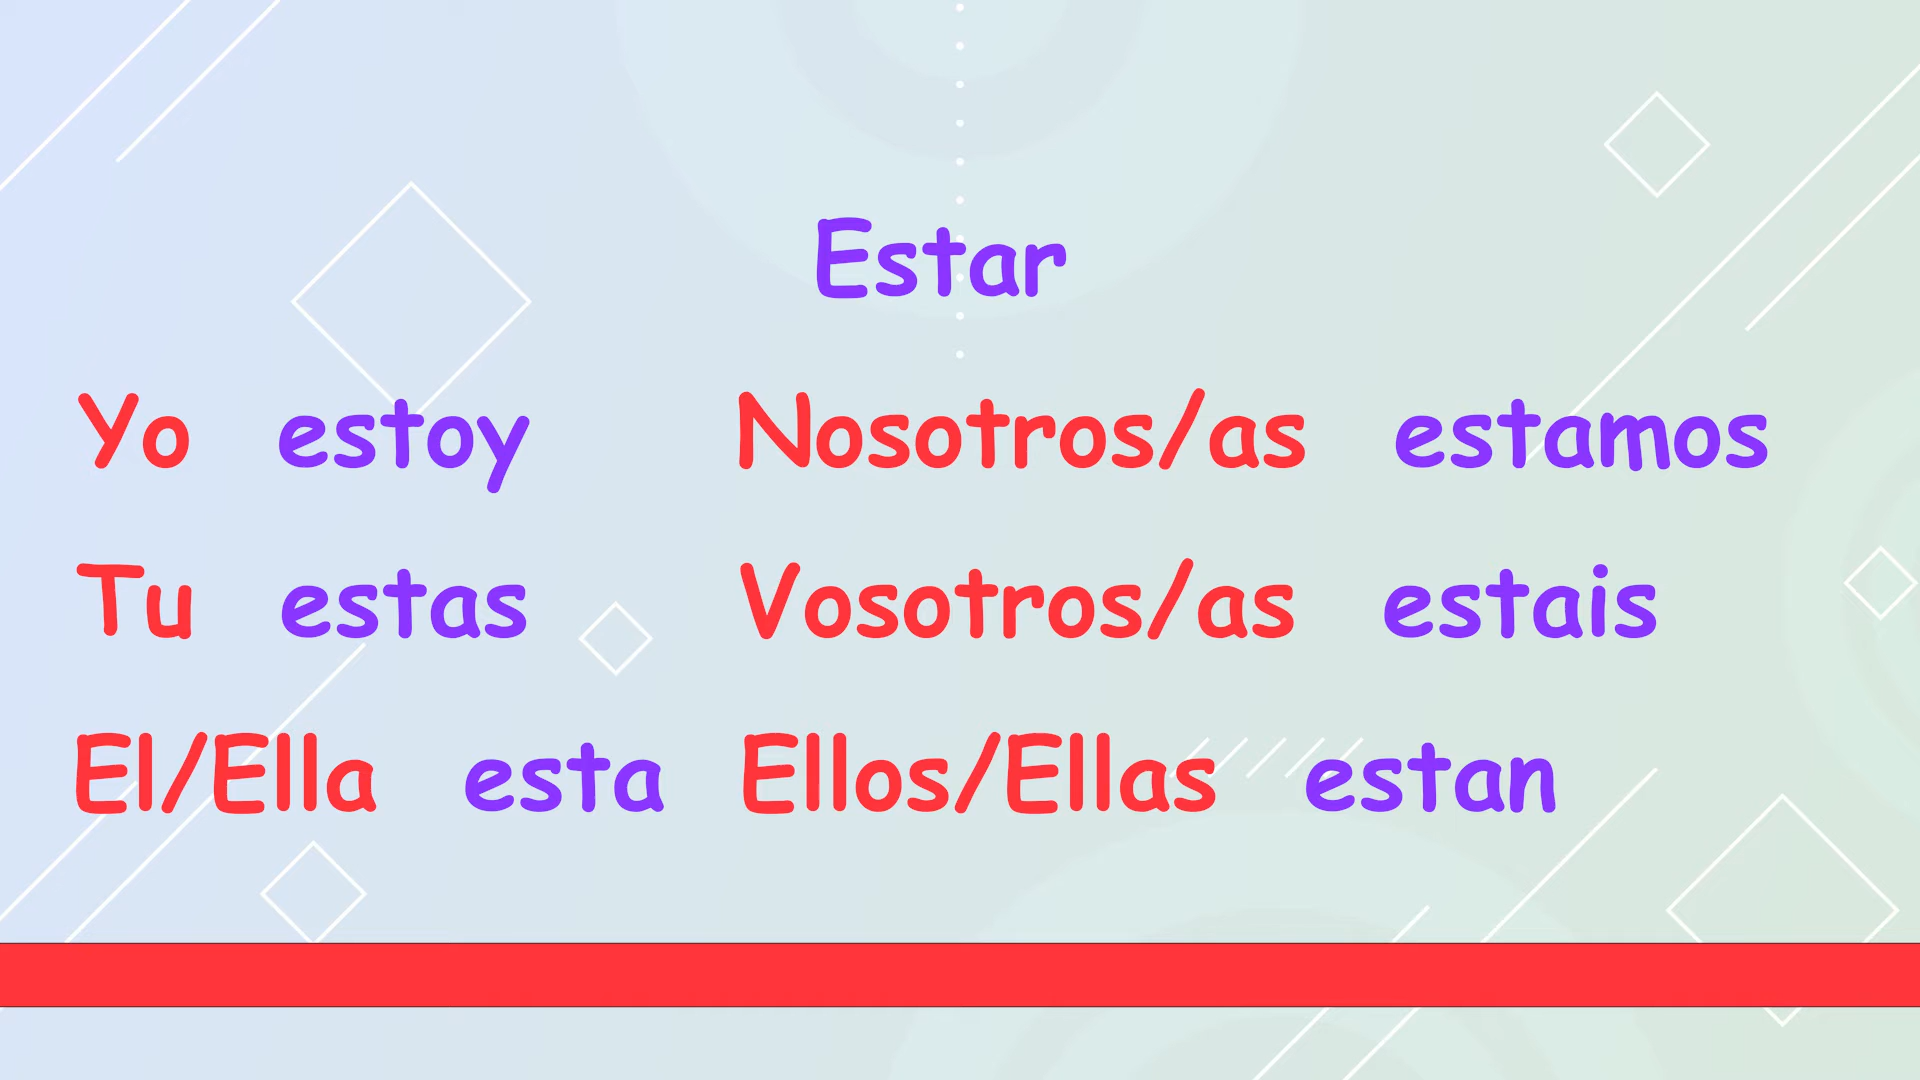 Estar
Yo estoy Nosotros/as estamos
Tu estas Vosotros/as estais
El/Ella esta Ellos/Ellas estan